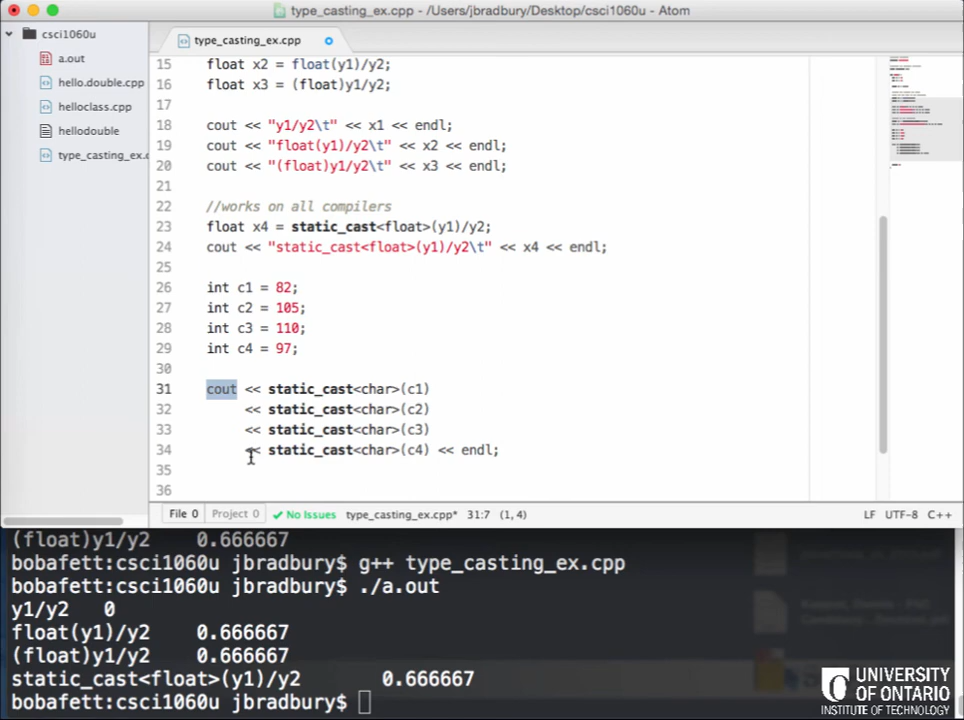 type_casting_ex.cpp - /Users/jbradbury/Desktop/csci1060u - Atom
csci1060u
a.out
hello.double.cpp
helloclass.cpp
hellodouble
type_casting_ex.c
type_casting_ex.cpp
15 float x2 = float(y1)/y2;
16 float x3 = (float)y1/y2;
17
18 cout << "y1/y2\t" << x1 << endl;
19 cout << "float(y1)/y2\t" << x2 << endl;
20 cout << "(float)y1/y2\t" << x3 << endl;
21
22 //works on all compilers
23 float x4 = static_cast<float>(y1)/y2;
24 cout << "static_cast<float>(y1)/y2\t" << x4 << endl;
25
26 int c1 = 82;
27 int c2 = 105;
28 int c3 = 110;
29 int c4 = 97;
30
31 cout << static_cast<char>(c1)
32 << static_cast<char>(c2)
33 << static_cast<char>(c3)
34 << static_cast<char>(c4) << endl;
35
36
File 0 Project 0 No Issues type_casting_ex.cpp* 31:7 (1, 4) LF UTF-8 C++
(float)y1/y2 0.666667
bobafett:csci1060u jbradbury$ g++ type_casting_ex.cpp
bobafett:csci1060u jbradbury$ ./a.out
y1/y2 0
float(y1)/y2 0.666667
(float)y1/y2 0.666667
static_cast<float>(y1)/y2 0.666667
bobafett:csci1060u jbradbury$
UNIVERSITY
OF ONTARIO
INSTITUTE OF TECHNOLOGY